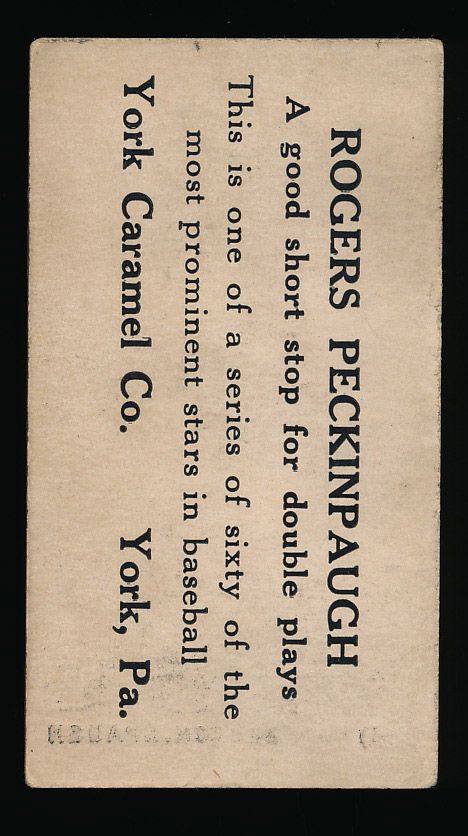 ROGERS PECKINPAUGH
A good short stop for double plays
This is one of a series of sixty of the
most prominent stars in baseball
York Caramel Co. York, Pa.